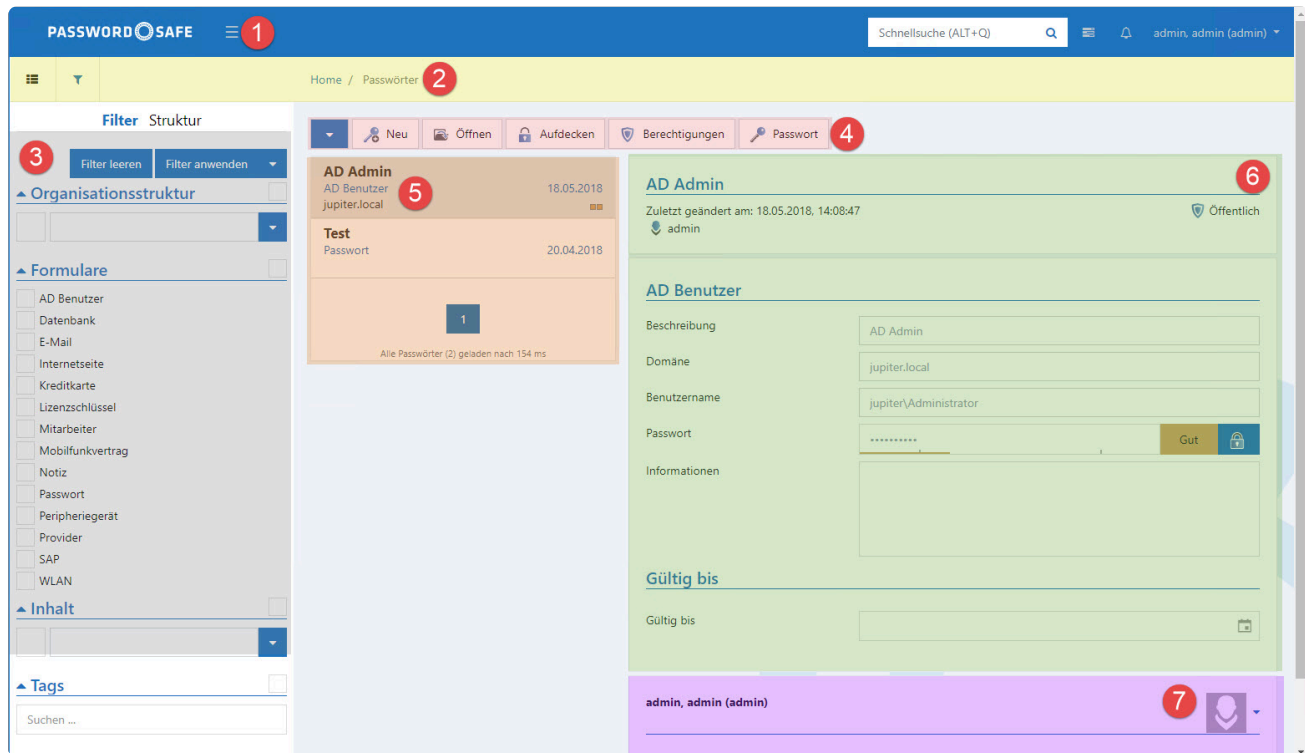 PASSWORD SAFE
1
Schnellsuche (ALT+Q)
admin, admin (admin)
Home / Passwörter
2
Filter Struktur
3
Filter leeren Filter anwenden
Organisationsstruktur
Formulare
AD Benutzer
Datenbank
E-Mail
Internetseite
Kreditkarte
Lizenzschlüssel
Mitarbeiter
Mobilfunkvertrag
Notiz
Passwort
Peripheriegerät
Provider
SAP
WLAN
Inhalt
Tags
Suchen ...
Neu Öffnen Aufdecken Berechtigungen Passwort
4
AD Admin
AD Benutzer 18.05.2018
5
jupiter.local
Test
Passwort 20.04.2018
1
Alle Passwörter (2) geladen nach 154 ms
6
AD Admin
Zuletzt geändert am: 18.05.2018, 14:08:47 Öffentlich
admin
AD Benutzer
Beschreibung AD Admin
Domäne jupiter.local
Benutzername jupiter\Administrator
Passwort ·········· Gut
Informationen
Gültig bis
Gültig bis
admin, admin (admin)
7